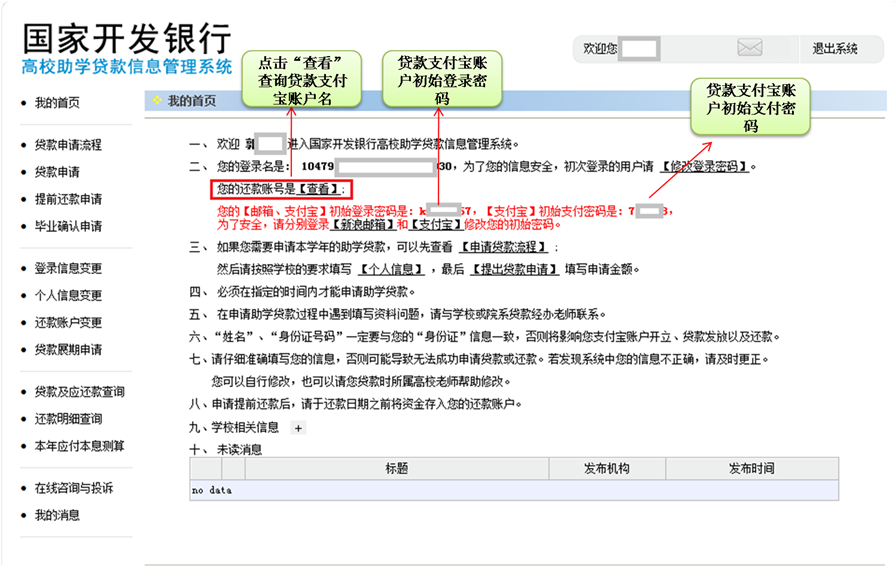 国家开发银行
高校助学贷款信息管理系统
欢迎您
退出系统
点击“查看”
查询贷款支付
宝账户名
贷款支付宝账
户初始登录密
码
贷款支付宝账
户初始支付密
码
我的首页
贷款申请流程
贷款申请
提前还款申请
毕业确认申请
登录信息变更
个人信息变更
还款账户变更
贷款展期申请
贷款及应还款查询
还款明细查询
本年应付本息测算
在线咨询与投诉
我的消息
我的首页
一、 欢迎 郭 进入国家开发银行高校助学贷款信息管理系统。
二、 您的登录名是： 10479 030，为了您的信息安全，初次登录的用户请 【修改登录密码】。
您的还款账号是【查看】；
您的【邮箱、支付宝】初始登录密码是：k 57，【支付宝】初始支付密码是：7 3，
为了安全，请分别登录【新浪邮箱】和【支付宝】修改您的初始密码。
三、 如果您需要申请本学年的助学贷款，可以先查看 【申请贷款流程】 ；
然后请按照学校的要求填写 【个人信息】 ，最后 【提出贷款申请】 填写申请金额。
四、 必须在指定的时间内才能申请助学贷款。
五、 在申请助学贷款过程中遇到填写资料问题，请与学校或院系贷款经办老师联系。
六、“姓名”、“身份证号码”一定要与您的“身份证”信息一致，否则将影响您支付宝账户开立、贷款发放以及还款。
七、请仔细准确填写您的信息，否则可能导致无法成功申请贷款或还款。若发现系统中您的信息不正确，请及时更正。
您可以自行修改，也可以请您贷款时所属高校老师帮助修改。
八、申请提前还款后，请于还款日期之前将资金存入您的还款账户。
九、学校相关信息 +
十、 未读消息
标题 发布机构 发布时间
no data